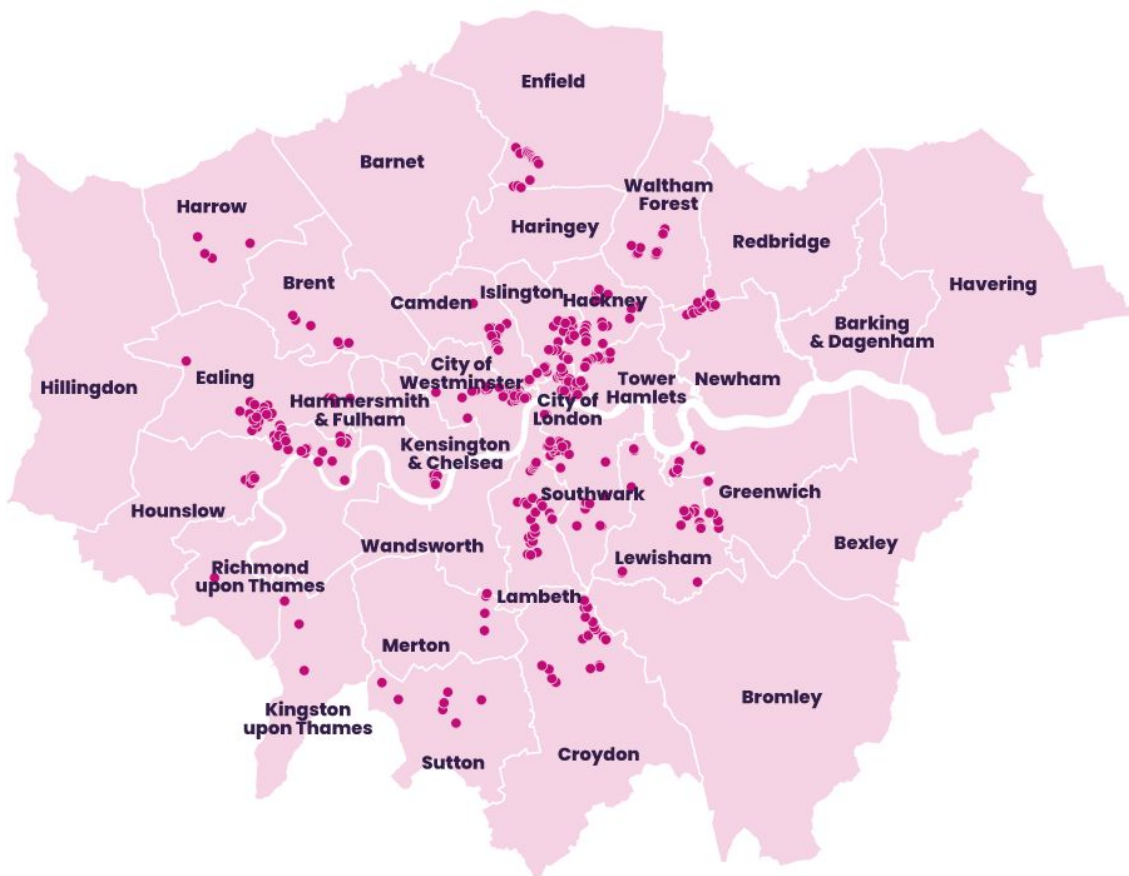 Enfield
Barnet
Waltham
Forest
Harrow
Haringey
Redbridge
Brent
Islington
Camden
Hackney
Havering
Barking
& Dagenham
City of
Westminster
Tower
Hamlets
Newham
Hillingdon
Ealing
Hammersmith
& Fulham
City of
London
Kensington
& Chelsea
Southwark
Greenwich
Hounslow
Wandsworth
Bexley
Lewisham
Richmond
upon Thames
Lambeth
Merton
Bromley
Kingston
upon Thames
Sutton
Croydon